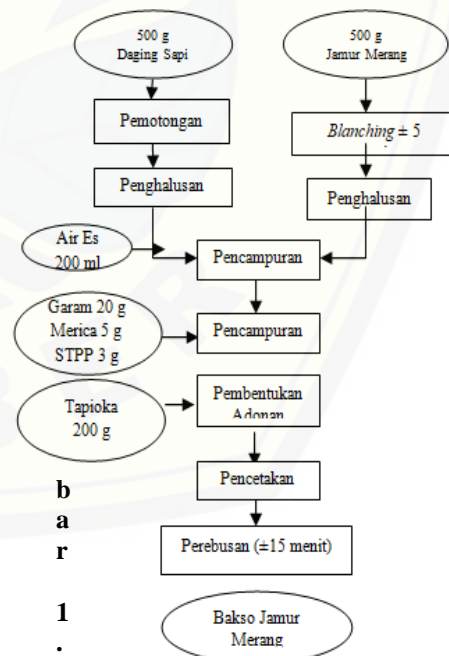 500 g
Daging Sapi
500 g
Jamur Merang
Pemotongan
Blanching ± 5
Penghalusan
Penghalusan
Air Es
200 ml
Pencampuran
Garam 20 g
Merica 5 g
STPP 3 g
Pencampuran
Tapioka
200 g
Pembentukan
Adonan
Pencetakan
b
a
r
Perebusan (±15 menit)
1
.
Bakso Jamur
Merang